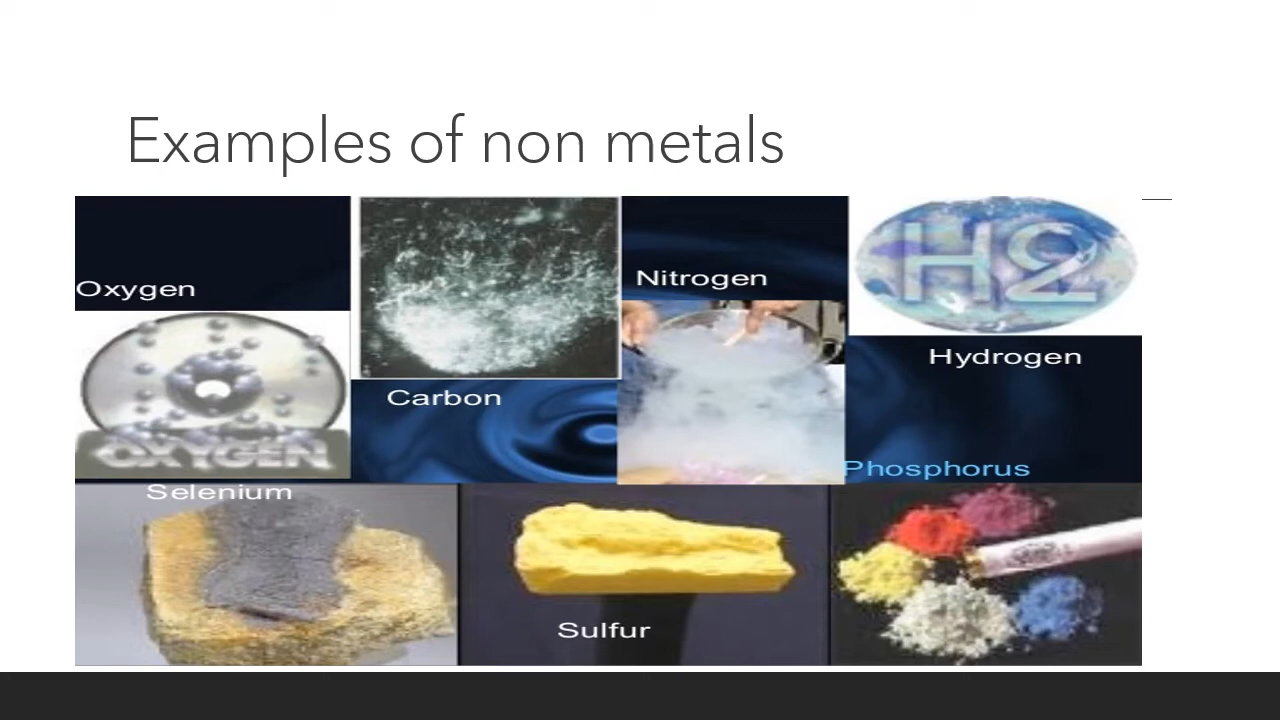 Examples of non metals
Oxygen
OXYGEN
Carbon
Nitrogen
H2
Hydrogen
Phosphorus
Selenium
Sulfur